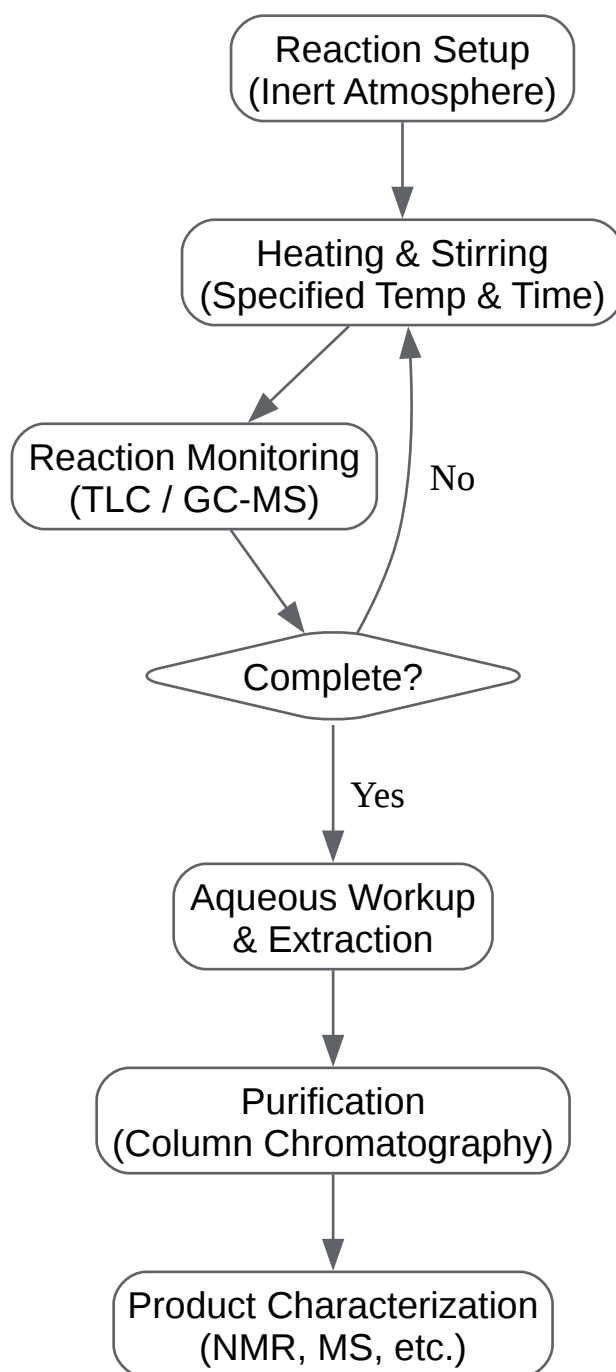 Reaction Setup
(Inert Atmosphere)
Heating & Stirring
(Specified Temp & Time)
Reaction Monitoring
(TLC / GC-MS)
No
Complete?
Yes
Aqueous Workup
& Extraction
Purification
(Column Chromatography)
Product Characterization
(NMR, MS, etc.)